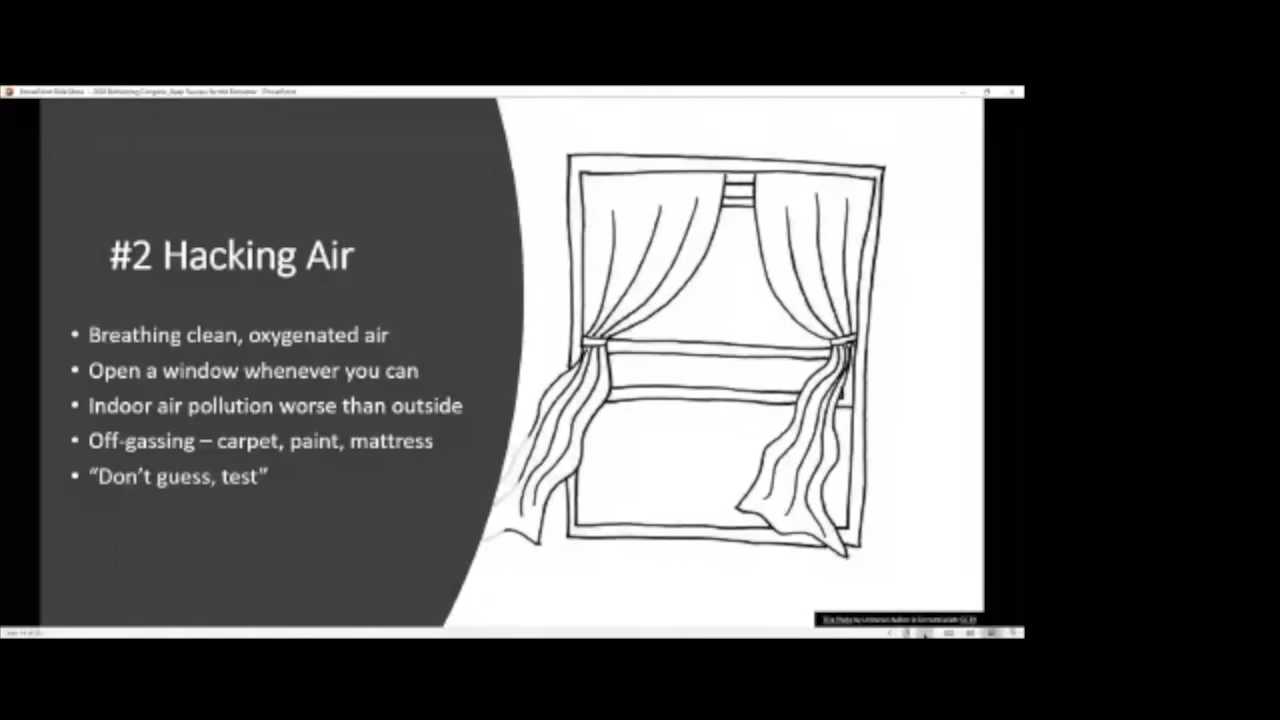 #2 Hacking Air
• Breathing clean, oxygenated air
• Open a window whenever you can
• Indoor air pollution worse than outside
• Off-gassing – carpet, paint, mattress
• “Don’t guess, test”